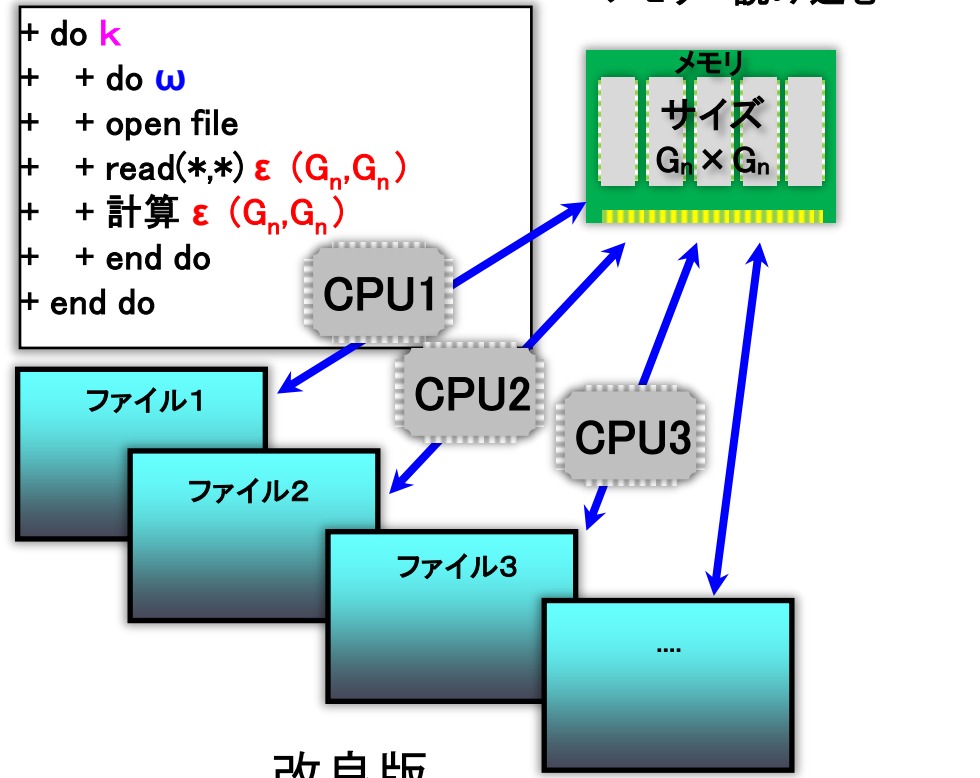 + do k
+ + do ω
+ + open file
+ + read(*,*) ε (Gn,Gn)
+ + 計算 ε (Gn,Gn)
+ + end do
+ end do
メモリ
サイズ
Gn × Gn
CPU1
CPU2
CPU3
ファイル1
ファイル2
ファイル3
....